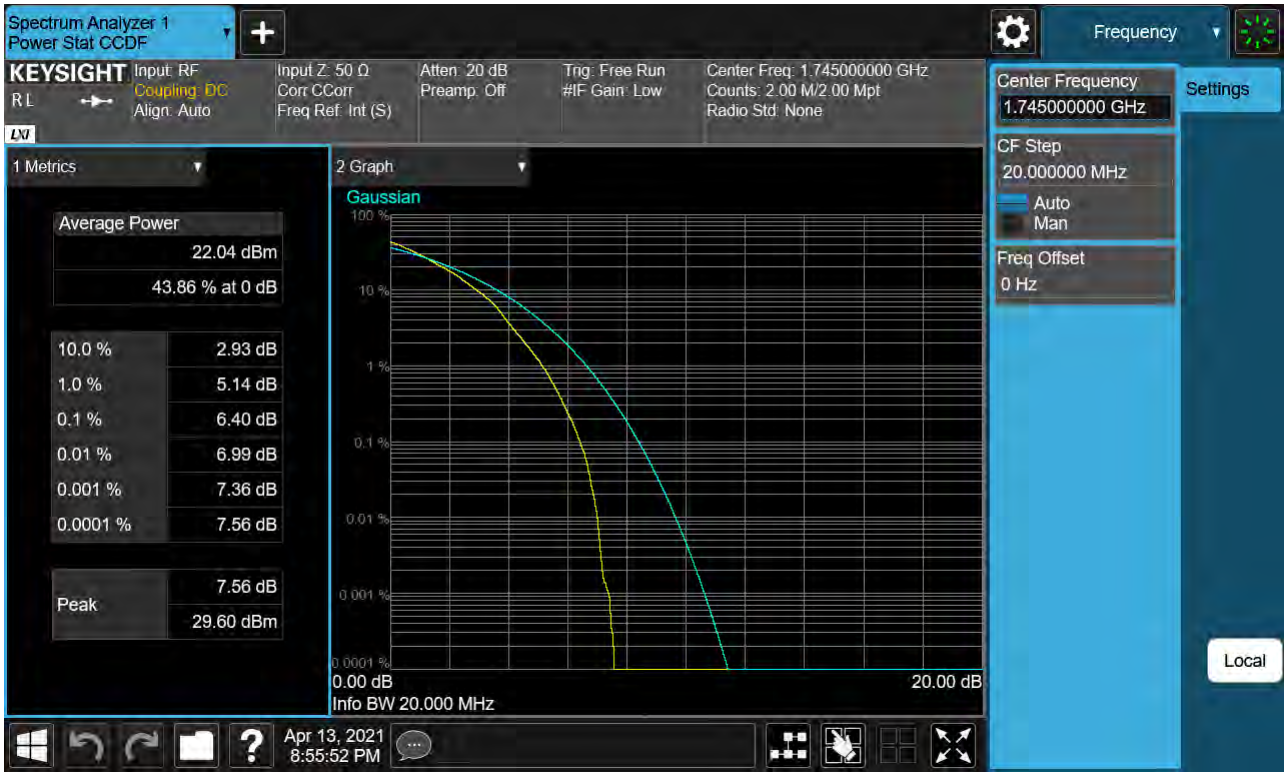 Spectrum Analyzer 1
Power Stat CCDF
+
Frequency
KEYSIGHT
R L
LXI
Input: RF
Coupling: DC
Align: Auto
Input Z: 50 Ω
Corr CCorr
Freq Ref: Int (S)
Atten: 20 dB
Preamp: Off
Trig: Free Run
#IF Gain: Low
Center Freq: 1.745000000 GHz
Counts: 2.00 M/2.00 Mpt
Radio Std: None
Center Frequency
1.745000000 GHz
Settings
CF Step
20.000000 MHz
Auto
Man
Freq Offset
0 Hz
1 Metrics
Average Power
22.04 dBm
43.86 % at 0 dB
10.0 % 2.93 dB
1.0 % 5.14 dB
0.1 % 6.40 dB
0.01 % 6.99 dB
0.001 % 7.36 dB
0.0001 % 7.56 dB
Peak
7.56 dB
29.60 dBm
2 Graph
Gaussian
100 %
10 %
1 %
0.1 %
0.01 %
0.001 %
0.0001 %
0.00 dB 20.00 dB
Info BW 20.000 MHz
Local
?
Apr 13, 2021
8:55:52 PM